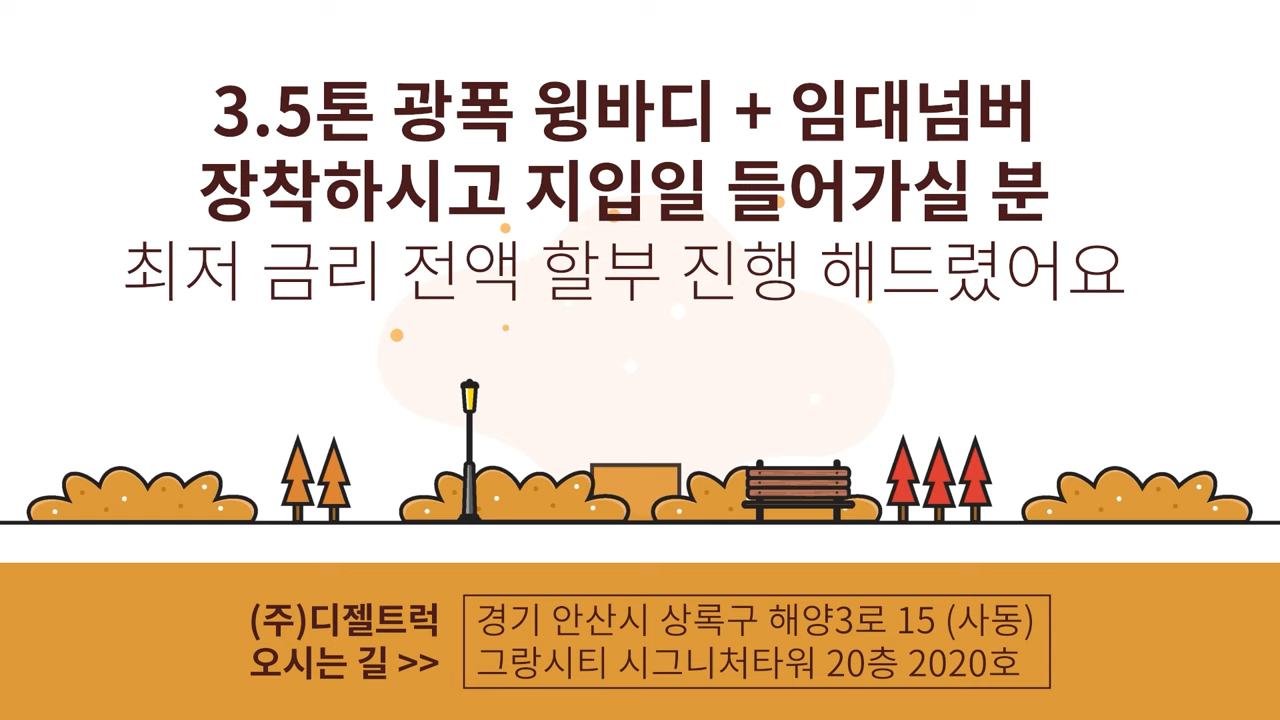 3.5톤 광폭 윙바디 + 임대넘버
장착하시고 지입일 들어가실 분
최저 금리 전액 할부 진행 해드렸어요
(주)디젤트럭
오시는 길 >>
경기 안산시 상록구 해양3로 15 (사동)
그랑시티 시그니처타워 20층 2020호